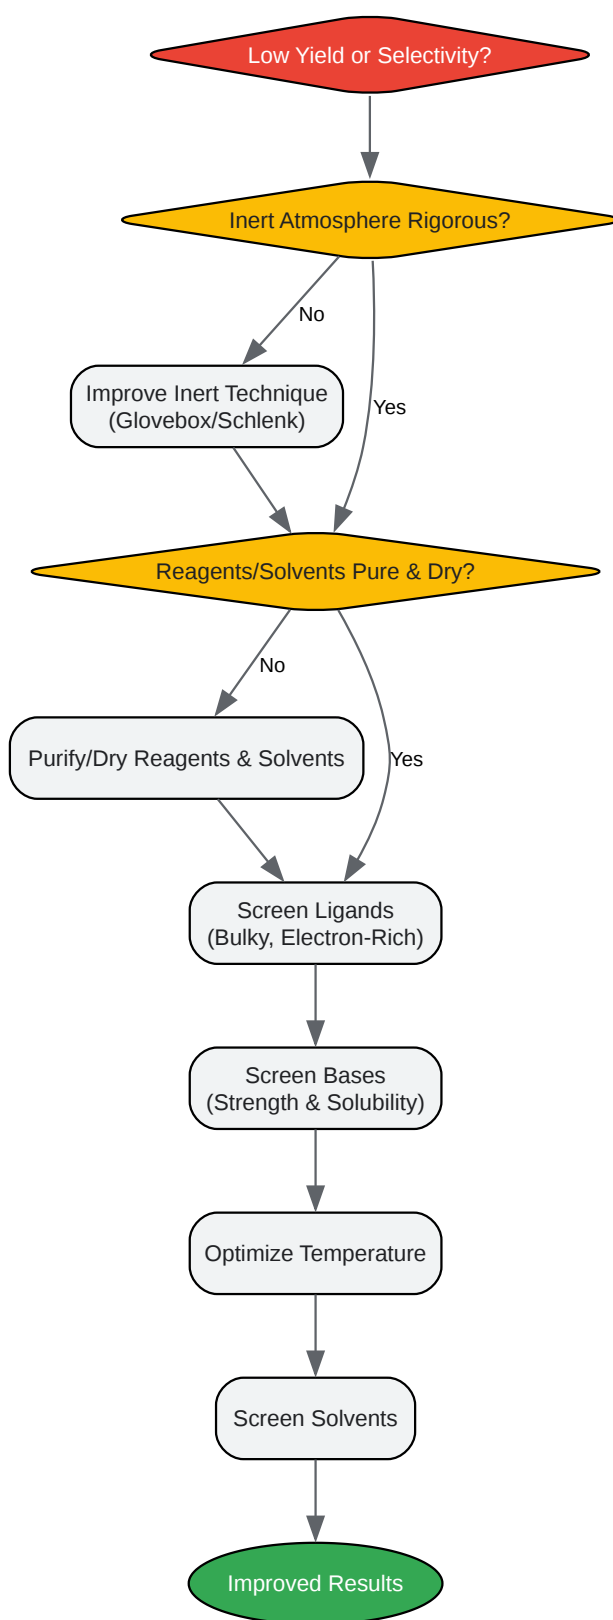 Low Yield or Selectivity?
Inert Atmosphere Rigorous?
No
Improve Inert Technique
(Glovebox/Schlenk)
Yes
Reagents/Solvents Pure & Dry?
No
Purify/Dry Reagents & Solvents
Yes
Screen Ligands
(Bulky, Electron-Rich)
Screen Bases
(Strength & Solubility)
Optimize Temperature
Screen Solvents
Improved Results